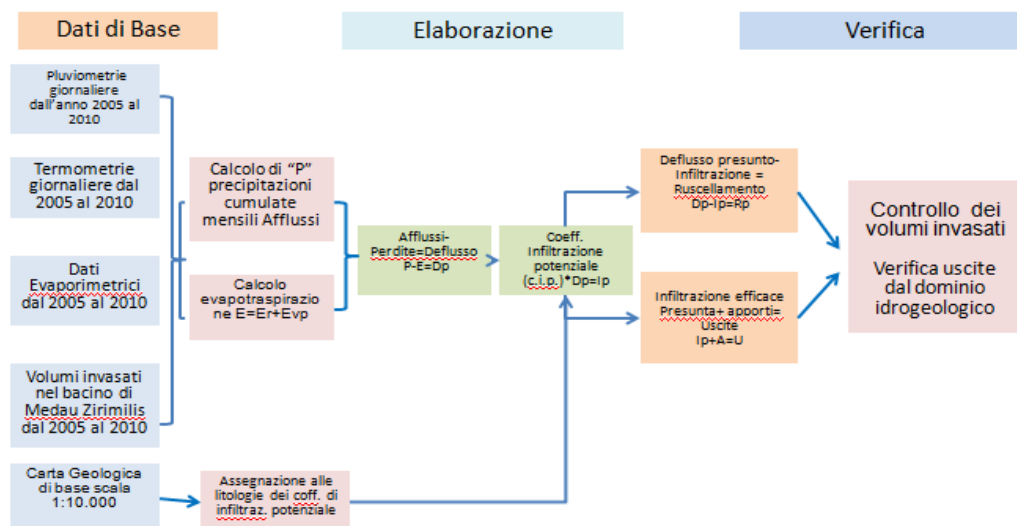 Dati di Base
Elaborazione
Verifica
Pluviometrie
giornaliere
dall'anno 2005 al
2010
Termometrie
giornaliere dal
2005 al 2010
Dati
Evaporimetrici
dal 2005 al 2010
Volumi invasati
nel bacino di
Medau Zirimilis
dal 2005 al 2010
Carta Geologica
di base scala
1:10.000
Calcolo di “P”
precipitazioni
cumulate
mensili Afflussi
Calcolo
evapotraspirazio
ne E=Er+Evp
Assegnazione alle
litologie dei coff. di
infiltraz. potenziale
Afflussi-
Perdite=Deflusso
P-E=Dp
Coeff.
Infiltrazione
potenziale
(c.i.p.)*Dp=Ip
Deflusso presunto-
Infiltrazione =
Ruscellamento
Dp-Ip=Rp
Infiltrazione efficace
Presunta+ apporti=
Uscite
Ip+A=U
Controllo dei
volumi invasati
Verifica uscite
dal dominio
idrogeologico